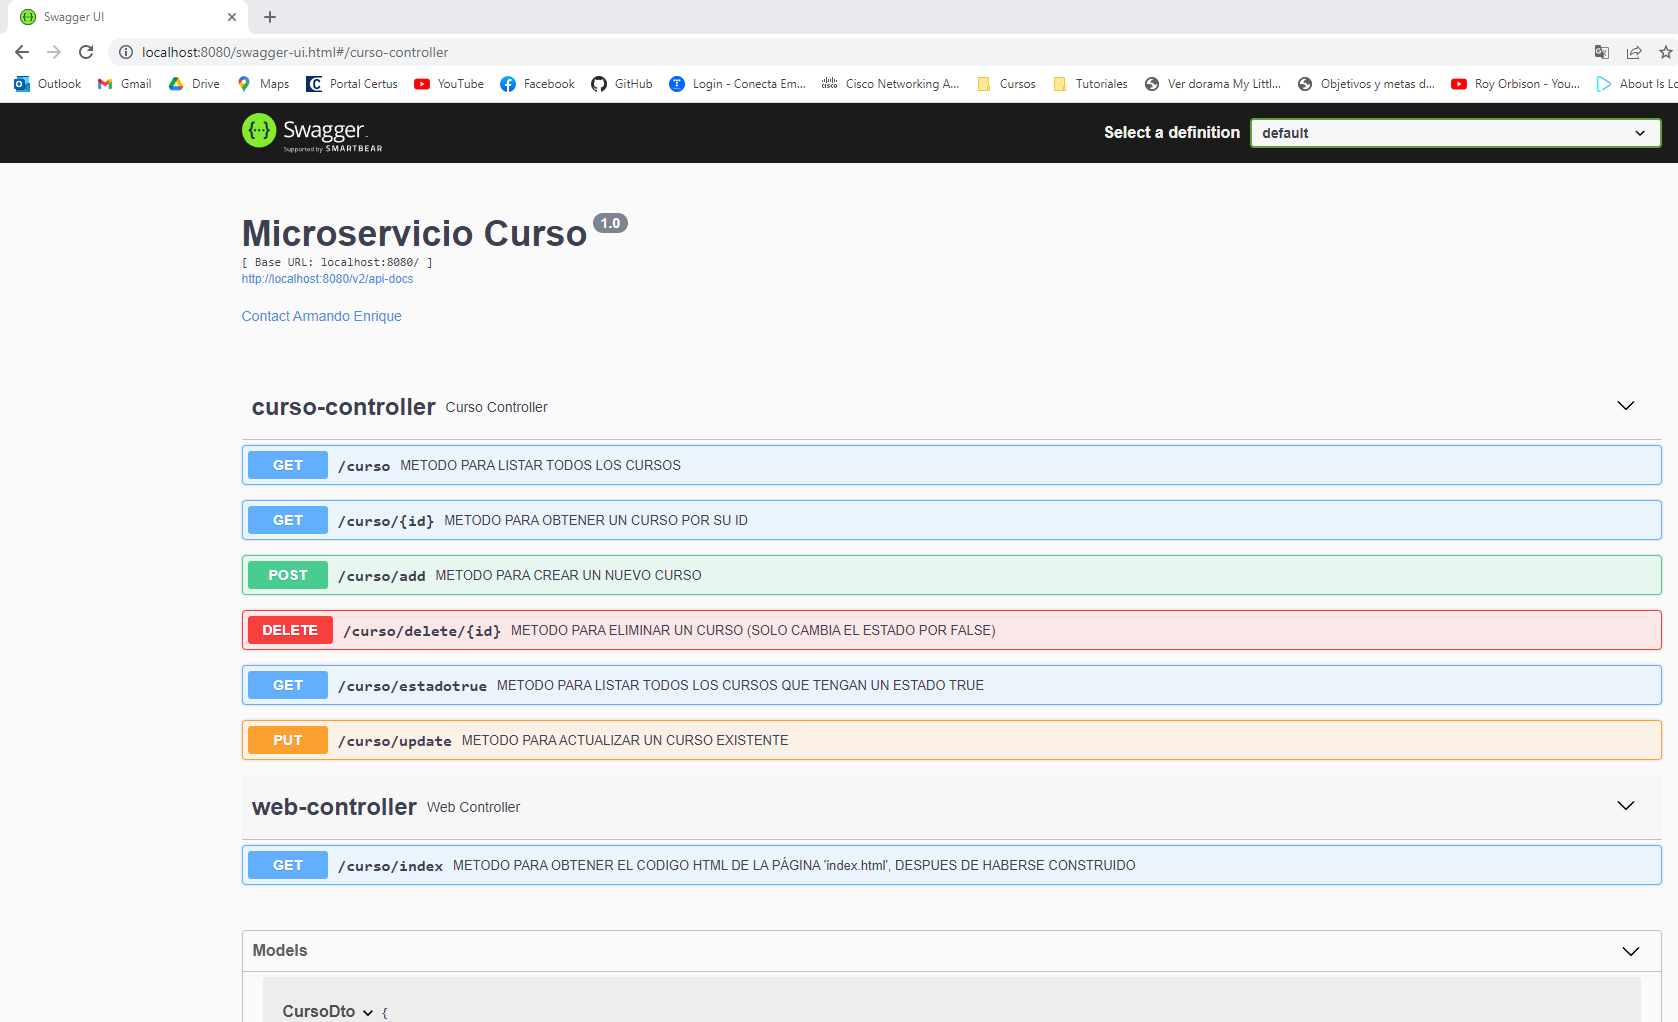 Swagger UI
localhost:8080/swagger-ui.html#/curso-controller
Outlook Gmail Drive Maps Portal Certus YouTube Facebook GitHub Login - Conecta Em... Cisco Networking A... Cursos Tutoriales Ver dorama My Littl... Objetivos y metas d... Roy Orbison - You... About Is Lo
Swagger
Supported by SMARTBEAR
Select a definition default
Microservicio Curso 1.0
[ Base URL: localhost:8080/ ]
http://localhost:8080/v2/api-docs
Contact Armando Enrique
curso-controller Curso Controller
GET /curso METODO PARA LISTAR TODOS LOS CURSOS
GET /curso/{id} METODO PARA OBTENER UN CURSO POR SU ID
POST /curso/add METODO PARA CREAR UN NUEVO CURSO
DELETE /curso/delete/{id} METODO PARA ELIMINAR UN CURSO (SOLO CAMBIA EL ESTADO POR FALSE)
GET /curso/estadotrue METODO PARA LISTAR TODOS LOS CURSOS QUE TENGAN UN ESTADO TRUE
PUT /curso/update METODO PARA ACTUALIZAR UN CURSO EXISTENTE
web-controller Web Controller
GET /curso/index METODO PARA OBTENER EL CODIGO HTML DE LA PÁGINA 'index.html', DESPUES DE HABERSE CONSTRUIDO
Models
CursoDto {